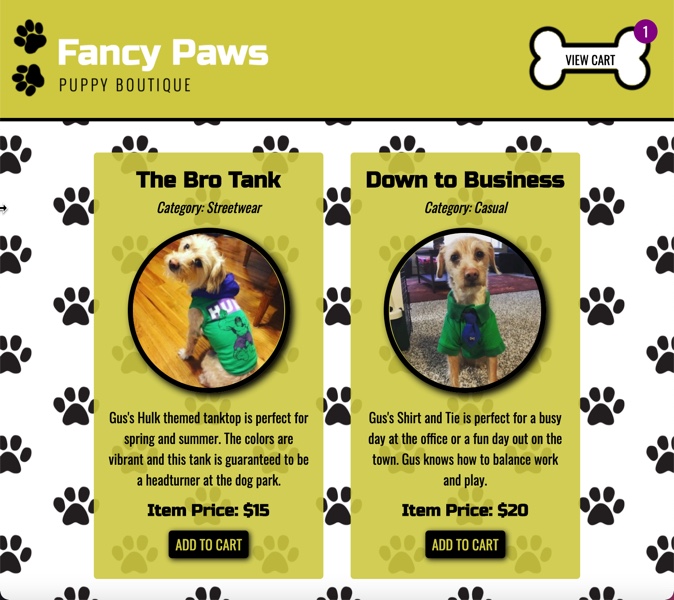 Fancy Paws
PUPPY BOUTIQUE
VIEW CART
1
The Bro Tank
Category: Streetwear
HU
Gus's Hulk themed tanktop is perfect for
spring and summer. The colors are
vibrant and this tank is guaranteed to be
a headturner at the dog park.
Item Price: $15
ADD TO CART
Down to Business
Category: Casual
Gus's Shirt and Tie is perfect for a busy
day at the office or a fun day out on the
town. Gus knows how to balance work
and play.
Item Price: $20
ADD TO CART